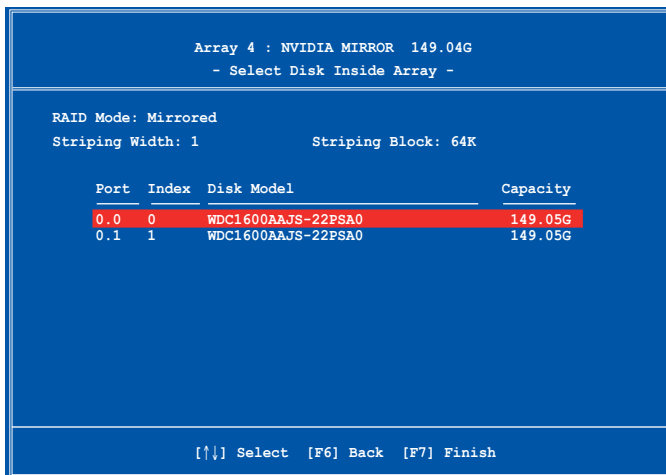 Array 4 : NVIDIA MIRROR 149.04G
- Select Disk Inside Array -
RAID Mode: Mirrored
Striping Width: 1 Striping Block: 64K
Port Index Disk Model Capacity
0.0 0 WDC1600AAJS-22PSA0 149.05G
0.1 1 WDC1600AAJS-22PSA0 149.05G
[↑↓] Select [F6] Back [F7] Finish